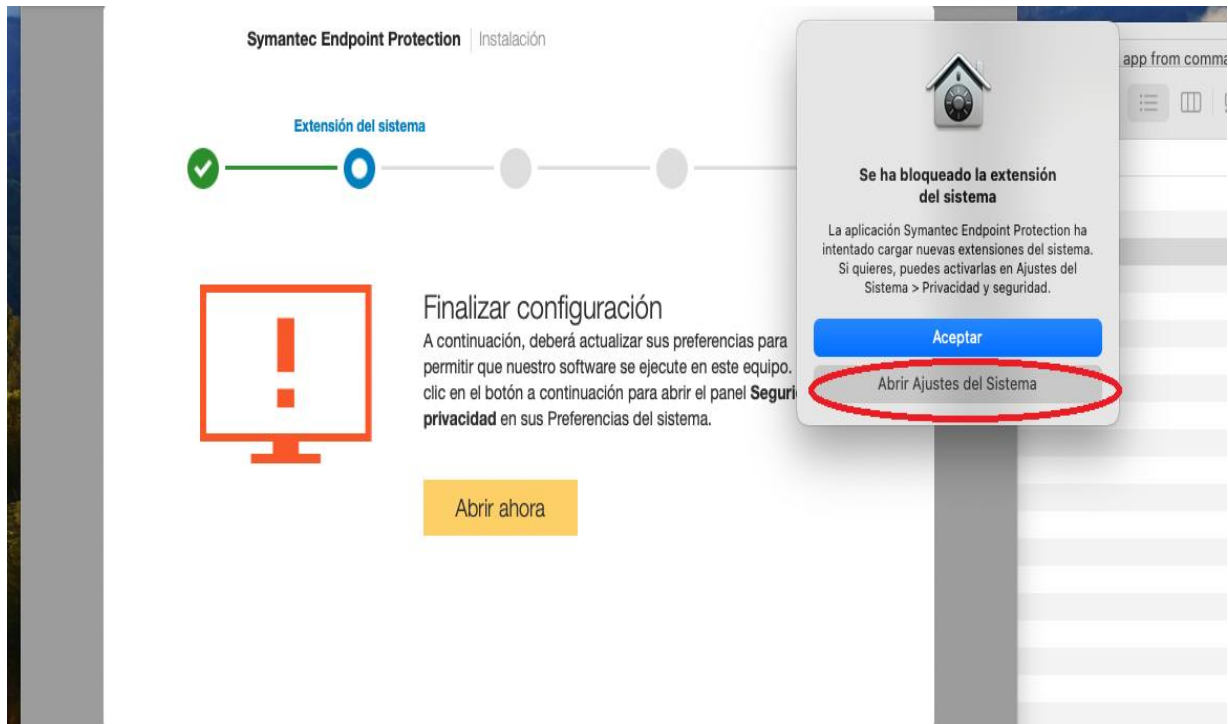 Symantec Endpoint Protection | Instalación
Extensión del sistema
Finalizar configuración
A continuación, deberá actualizar sus preferencias para
permitir que nuestro software se ejecute en este equipo.
clic en el botón a continuación para abrir el panel
privacidad en sus Preferencias del sistema.
Abrir ahora
Se ha bloqueado la extensión
del sistema
La aplicación Symantec Endpoint Protection ha
intentado cargar nuevas extensiones del sistema.
Si quieres, puedes activarlas en Ajustes del
Sistema > Privacidad y seguridad.
Aceptar
Abrir Ajustes del Sistema
app from